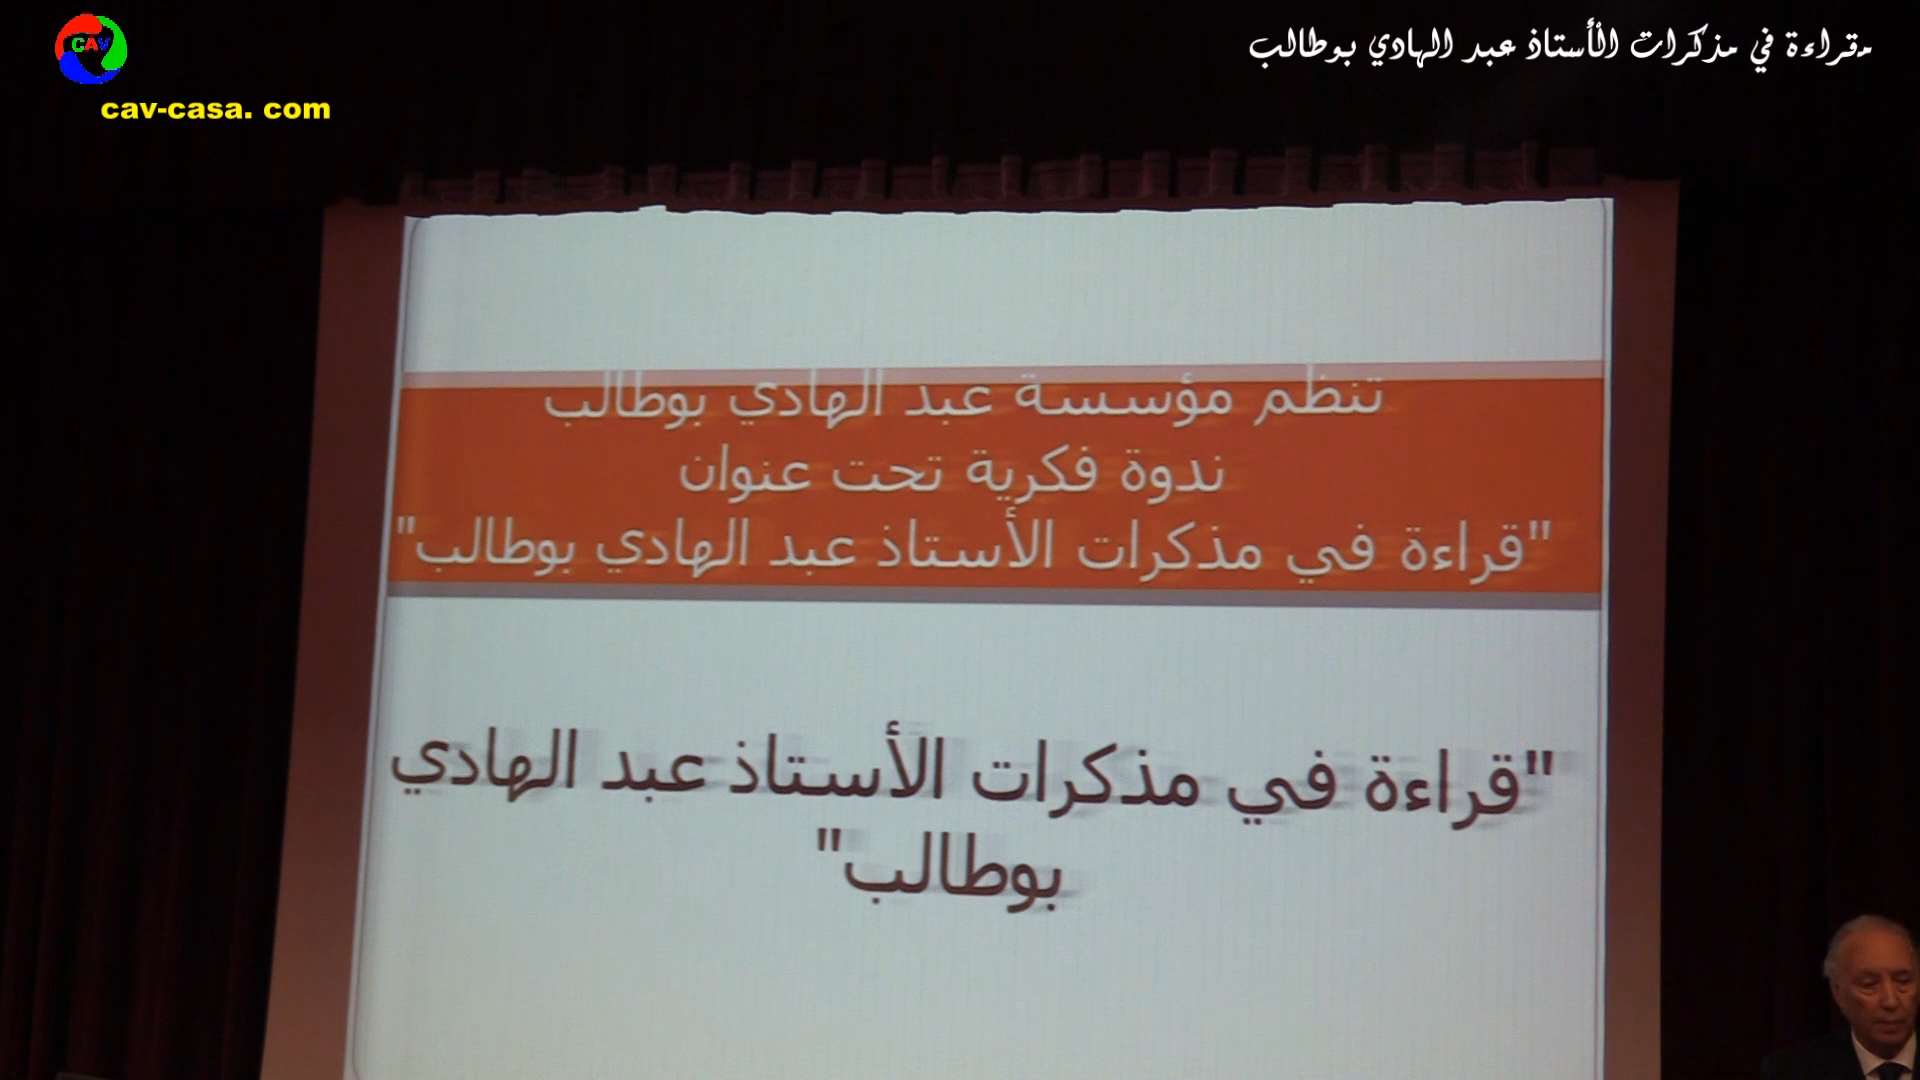 CAV
cav-casa. com
مقراءة في مذكرات الأستاذ عبد الهادي بوطالب
تنظم مؤسسة عبد الهادي بوطالب
ندوة فكرية تحت عنوان
"قراءة في مذكرات الأستاذ عبد الهادي بوطالب"
"قراءة في مذكرات الأستاذ عبد الهادي
بوطالب"